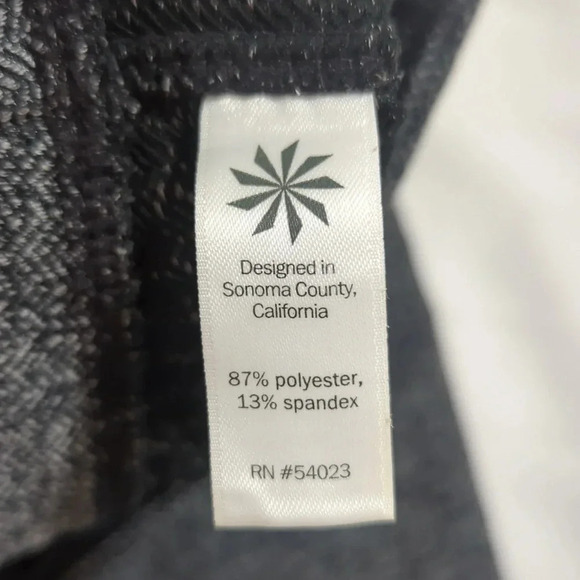 Designed in
Sonoma County,
California
87% polyester,
13% spandex
RN #54023